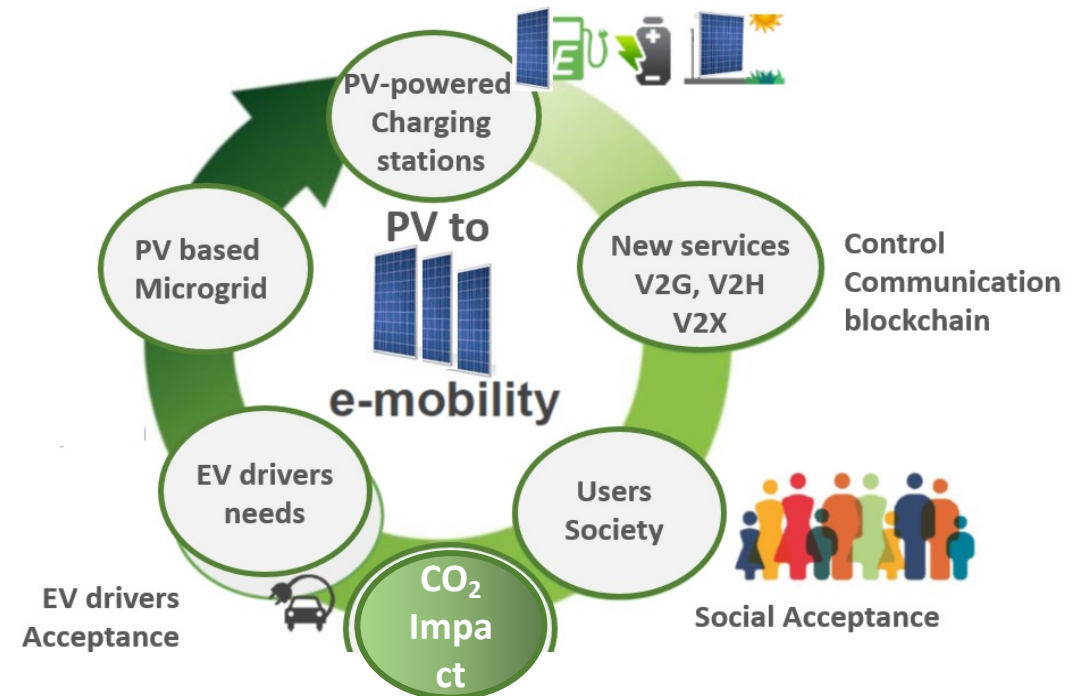 PV-powered
Charging
stations
E
PV to
e-mobility
New services
V2G, V2H
V2X
Control
Communication
blockchain
Users
Society
Social Acceptance
CO₂
Impa
ct
EV drivers
needs
EV drivers
Acceptance
PV based
Microgrid